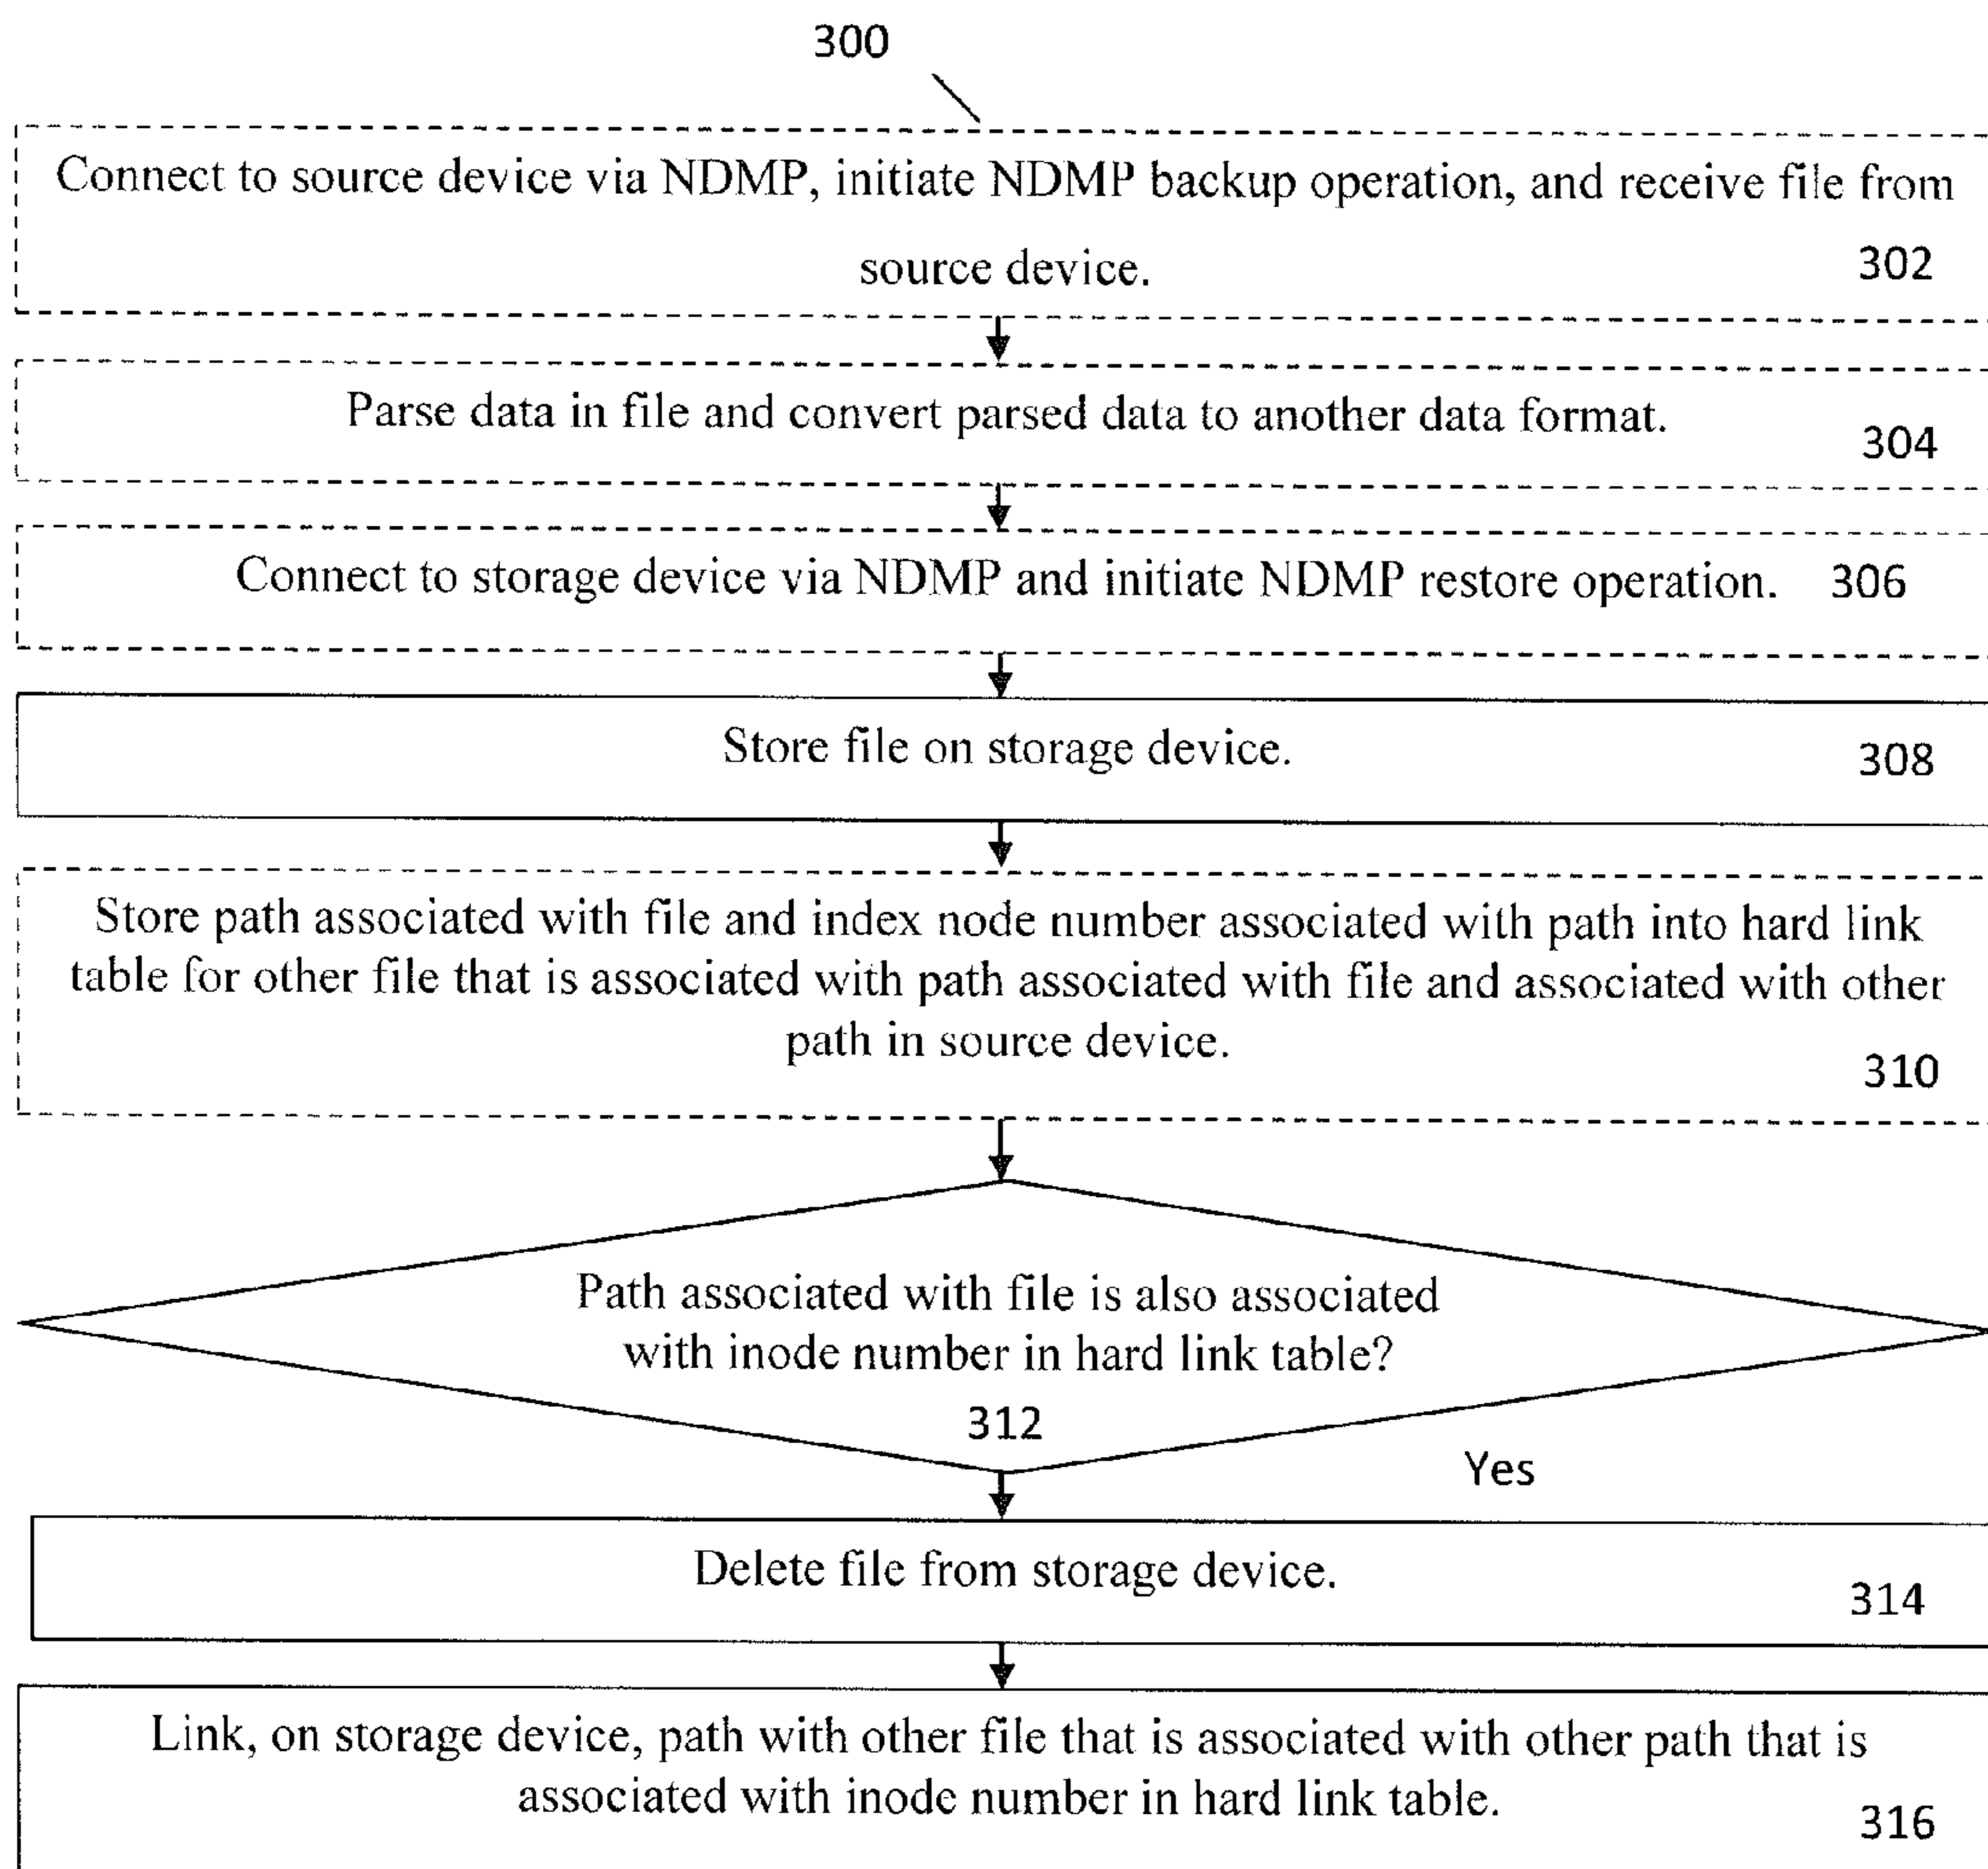 300
Connect to source device via NDMP, initiate NDMP backup operation, and receive file from
source device.
302
Parse data in file and convert parsed data to another data format.
304
Connect to storage device via NDMP and initiate NDMP restore operation. 306
Store file on storage device.
308
Store path associated with file and index node number associated with path into hard link
table for other file that is associated with path associated with file and associated with other
path in source device.
310
Path associated with file is also associated
with inode number in hard link table?
312
Yes
Delete file from storage device.
314
Link, on storage device, path with other file that is associated with other path that is
associated with inode number in hard link table.
316